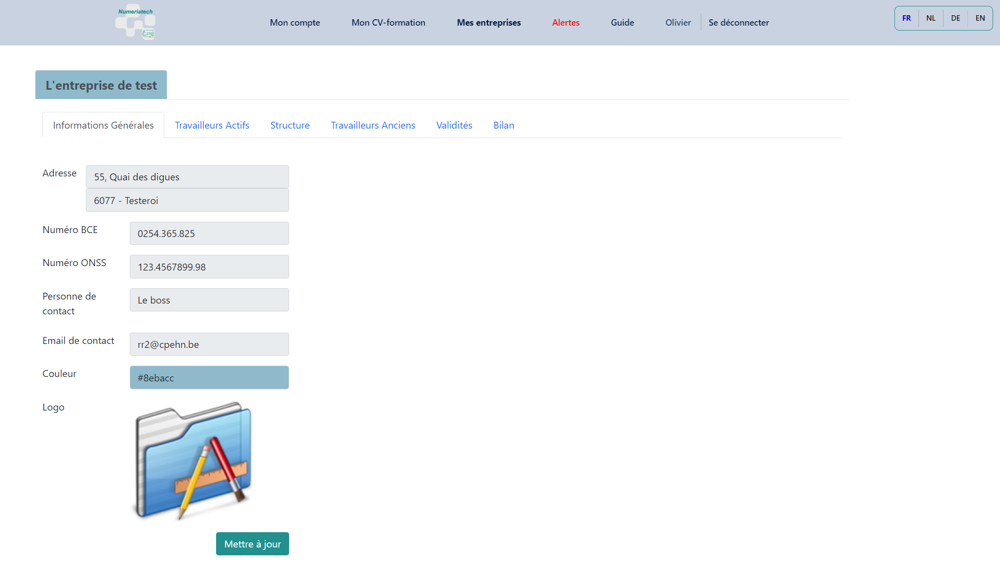 Numeriatech
CPE
Mon compte
Mon CV-formation
Mes entreprises
Alertes
Guide
Olivier
Se déconnecter
FR
NL
DE
EN
L'entreprise de test
Informations Générales
Travailleurs Actifs
Structure
Travailleurs Anciens
Validités
Bilan
Adresse
55, Quai des digues
6077 - Testeroi
Numéro BCE
0254.365.825
Numéro ONSS
123.4567899.98
Personne de
contact
Le boss
Email de contact
rr2@cpehn.be
Couleur
#8ebacc
Logo
Mettre à jour